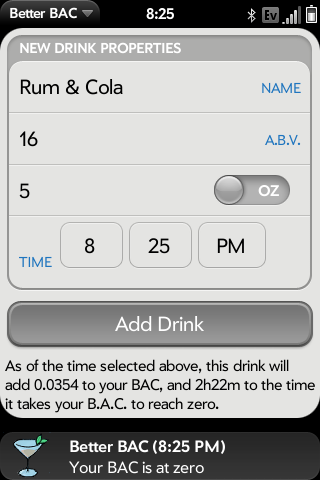 Better BAC 8:25 Ev
NEW DRINK PROPERTIES
Rum & Cola NAME
16 A.B.V.
5 OZ
TIME 8 25 PM
Add Drink
As of the time selected above, this drink will
add 0.0354 to your BAC, and 2h22m to the time
it takes your B.A.C. to reach zero.
Better BAC (8:25 PM)
Your BAC is at zero